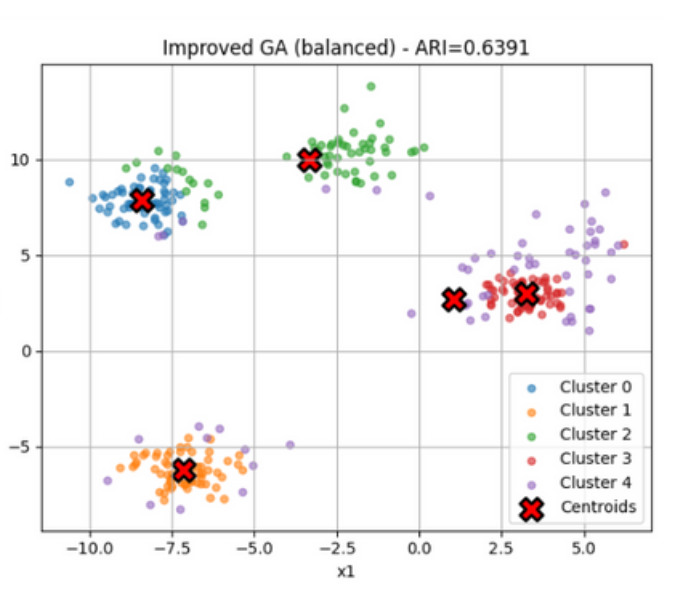 Improved GA (balanced) - ARI=0.6391
10
5
0
−5
−10.0 −7.5 −5.0 −2.5 0.0 2.5 5.0
x1
Cluster 0
Cluster 1
Cluster 2
Cluster 3
Cluster 4
Centroids